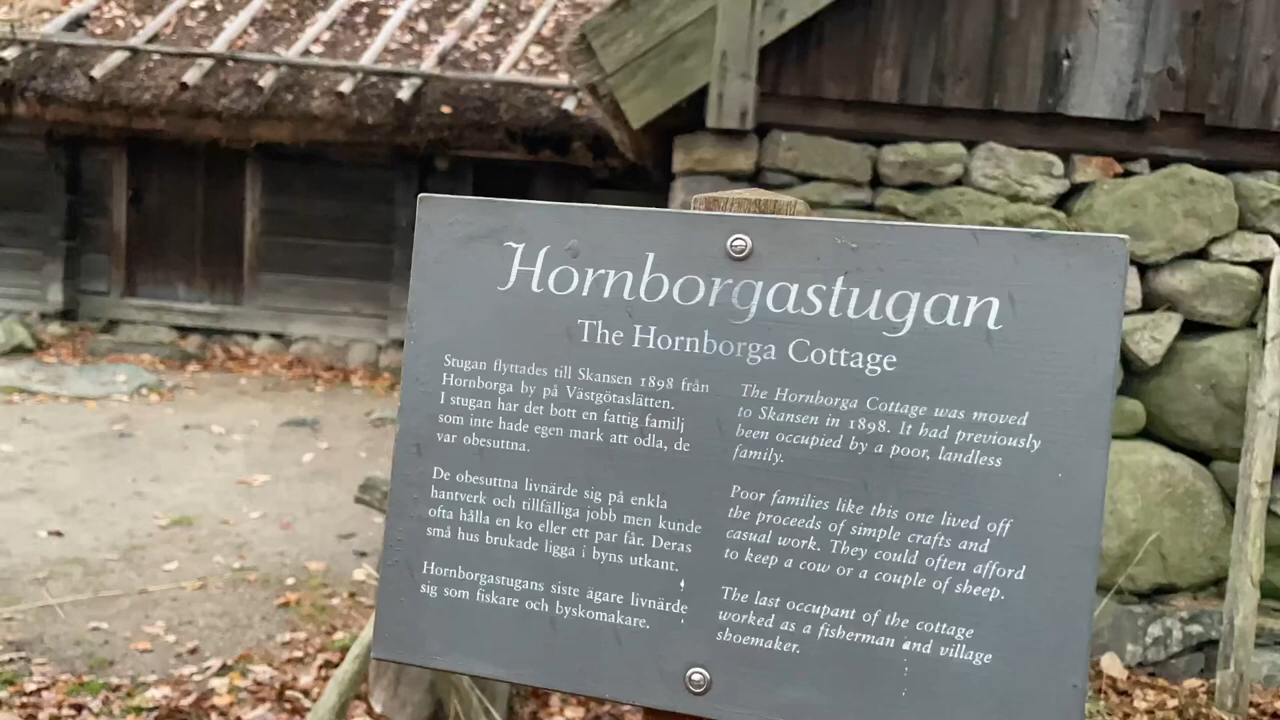 Hornborgastugan
The Hornborga Cottage
Stugan flyttades till Skansen 1898 från
Hornborga by på Västgötaslätten.
I stugan har det bott en fattig familj
som inte hade egen mark att odla, de
var obesuttna.
De obesuttna livnärde sig på enkla
hantverk och tillfälliga jobb men kunde
ofta hålla en ko eller ett par får. Deras
små hus brukade ligga i byns utkant.
Hornborgastugans siste ägare livnärde
sig som fiskare och byskomakare.
The Hornborga Cottage was moved
to Skansen in 1898. It had previously
been occupied by a poor, landless
family.
Poor families like this one lived off
the proceeds of simple crafts and
casual work. They could often afford
to keep a cow or a couple of sheep.
The last occupant of the cottage
worked as a fisherman and village
shoemaker.